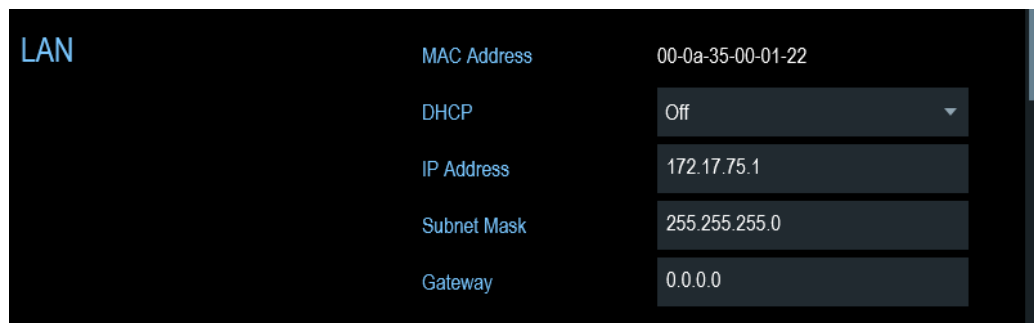 LAN
MAC Address 00-0a-35-00-01-22
DHCP Off
IP Address 172.17.75.1
Subnet Mask 255.255.255.0
Gateway 0.0.0.0